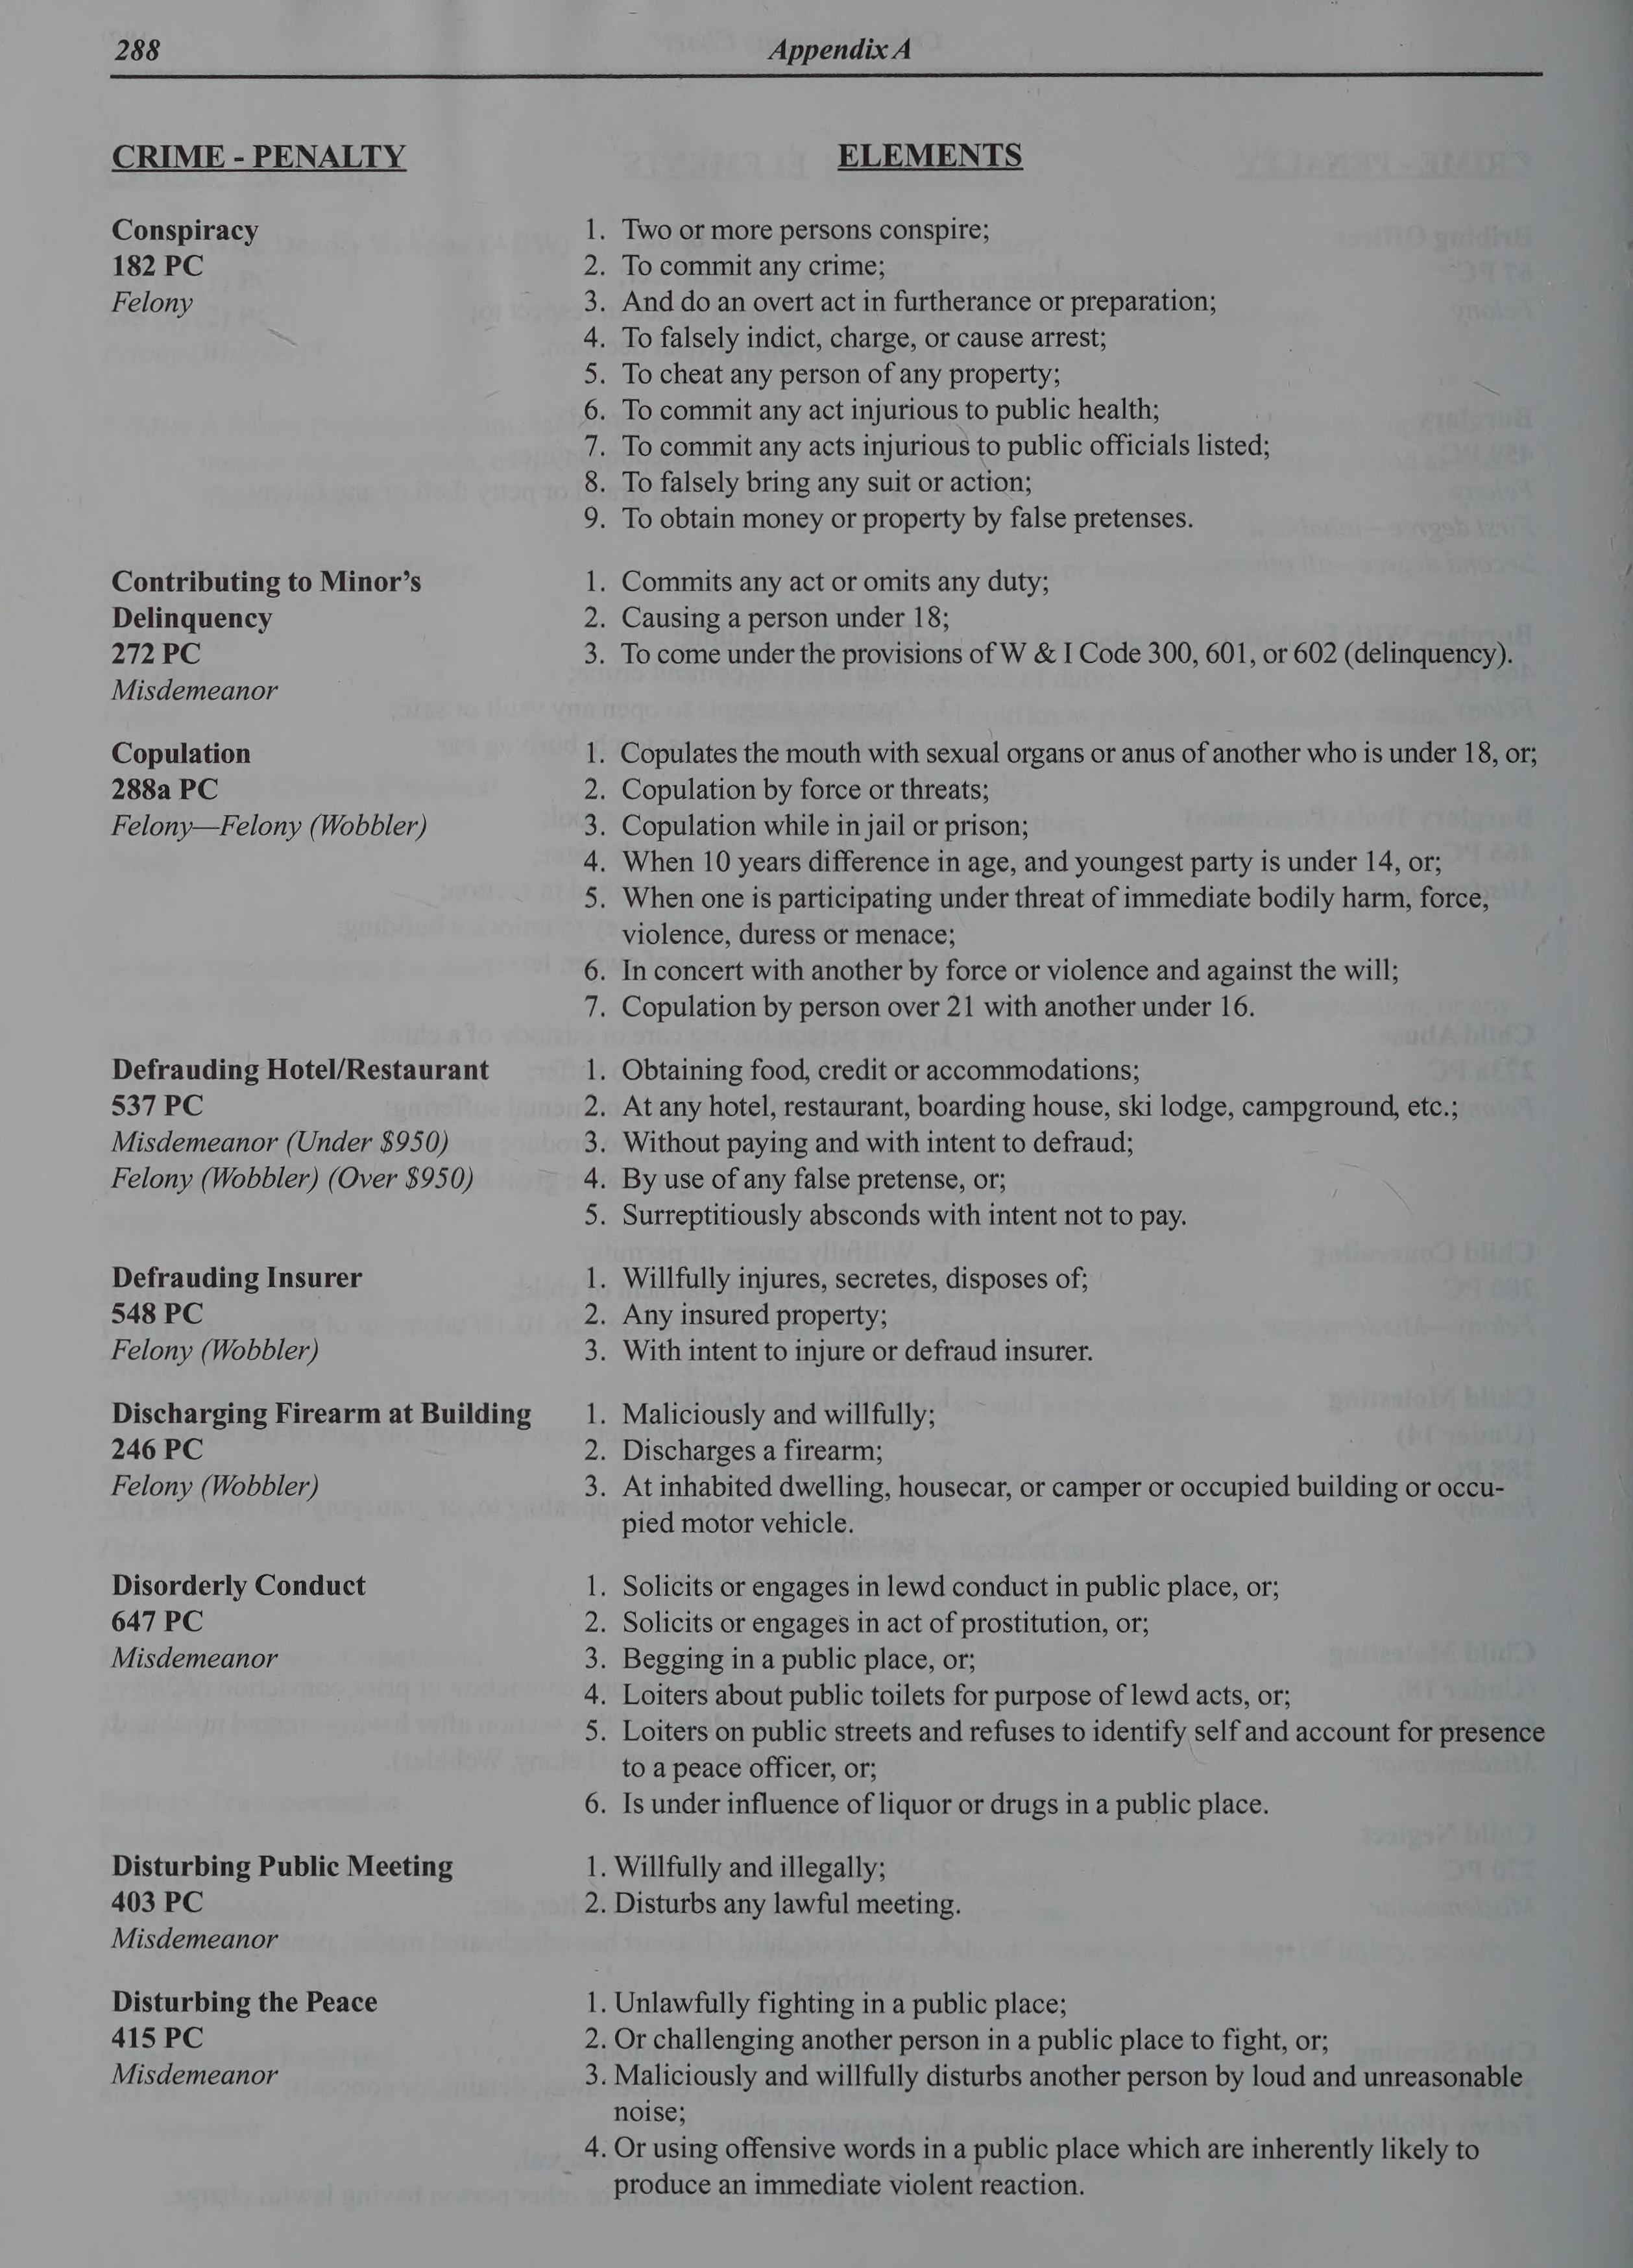 288
Appendix A
CRIME - PENALTY
ELEMENTS
Conspiracy
182 PC
Felony
1. Two or more persons conspire;
2. To commit any crime;
3. And do an overt act in furtherance or preparation;
4. To falsely indict, charge, or cause arrest;
5. To cheat any person of any property;
6. To commit any act injurious to public health;
7. To commit any acts injurious to public officials listed;
8. To falsely bring any suit or action;
9. To obtain money or property by false pretenses.
Contributing to Minor's
Delinquency
272 PC
Misdemeanor
1. Commits any act or omits any duty;
2. Causing a person under 18;
3. To come under the provisions of W & I Code 300, 601, or 602 (delinquency).
Copulation
288a PC
Felony—Felony (Wobbler)
1. Copulates the mouth with sexual organs or anus of another who is under 18, or;
2. Copulation by force or threats;
3. Copulation while in jail or prison;
4. When 10 years difference in age, and youngest party is under 14, or;
5. When one is participating under threat of immediate bodily harm, force,
violence, duress or menace;
6. In concert with another by force or violence and against the will;
7. Copulation by person over 21 with another under 16.
Defrauding Hotel/Restaurant
537 PC
Misdemeanor (Under $950)
Felony (Wobbler) (Over $950)
1. Obtaining food, credit or accommodations;
2. At any hotel, restaurant, boarding house, ski lodge, campground, etc.;
3. Without paying and with intent to defraud;
4. By use of any false pretense, or;
5. Surreptitiously absconds with intent not to pay.
Defrauding Insurer
548 PC
Felony (Wobbler)
1. Willfully injures, secretes, disposes of;
2. Any insured property;
3. With intent to injure or defraud insurer.
Discharging Firearm at Building
246 PC
Felony (Wobbler)
1. Maliciously and willfully;
2. Discharges a firearm;
3. At inhabited dwelling, housecar, or camper or occupied building or occu-
pied motor vehicle.
Disorderly Conduct
647 PC
Misdemeanor
1. Solicits or engages in lewd conduct in public place, or;
2. Solicits or engages in act of prostitution, or;
3. Begging in a public place, or;
4. Loiters about public toilets for purpose of lewd acts, or;
5. Loiters on public streets and refuses to identify self and account for presence
to a peace officer, or;
6. Is under influence of liquor or drugs in a public place.
Disturbing Public Meeting
403 PC
Misdemeanor
1. Willfully and illegally;
2. Disturbs any lawful meeting.
Disturbing the Peace
415 PC
Misdemeanor
1. Unlawfully fighting in a public place;
2. Or challenging another person in a public place to fight, or;
3. Maliciously and willfully disturbs another person by loud and unreasonable
noise;
4. Or using offensive words in a public place which are inherently likely to
produce an immediate violent reaction.